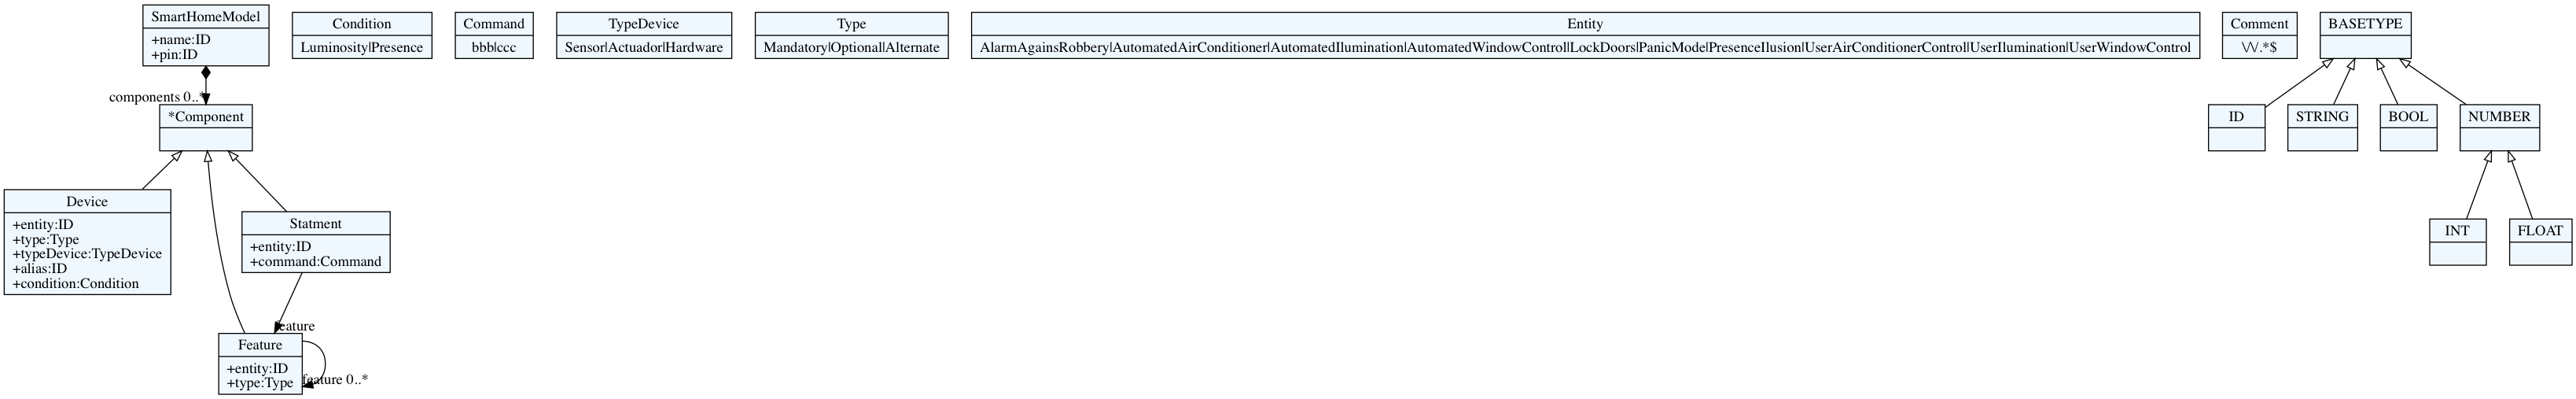 SmartHomeModel
+name:ID
+pin:ID
Condition
Luminosity|Presence
Command
bbb|ccc
TypeDevice
Sensor|Actuador|Hardware
Type
Mandatory|Optional|Alternate
Entity
AlarmAgainsRobbery|AutomatedAirConditioner|AutomatedIlumination|AutomatedWindowControl|LockDoors|PanicMode|PresenceIlusion|UserAirConditionerControl|UserIlumination|UserWindowControl
Comment
\/\/.*$
BASETYPE
components 0..*
*Component
ID
STRING
BOOL
NUMBER
Device
+entity:ID
+type:Type
+typeDevice:TypeDevice
+alias:ID
+condition:Condition
Statment
+entity:ID
+command:Command
INT
FLOAT
feature
Feature
+entity:ID
+type:Type
feature 0..*